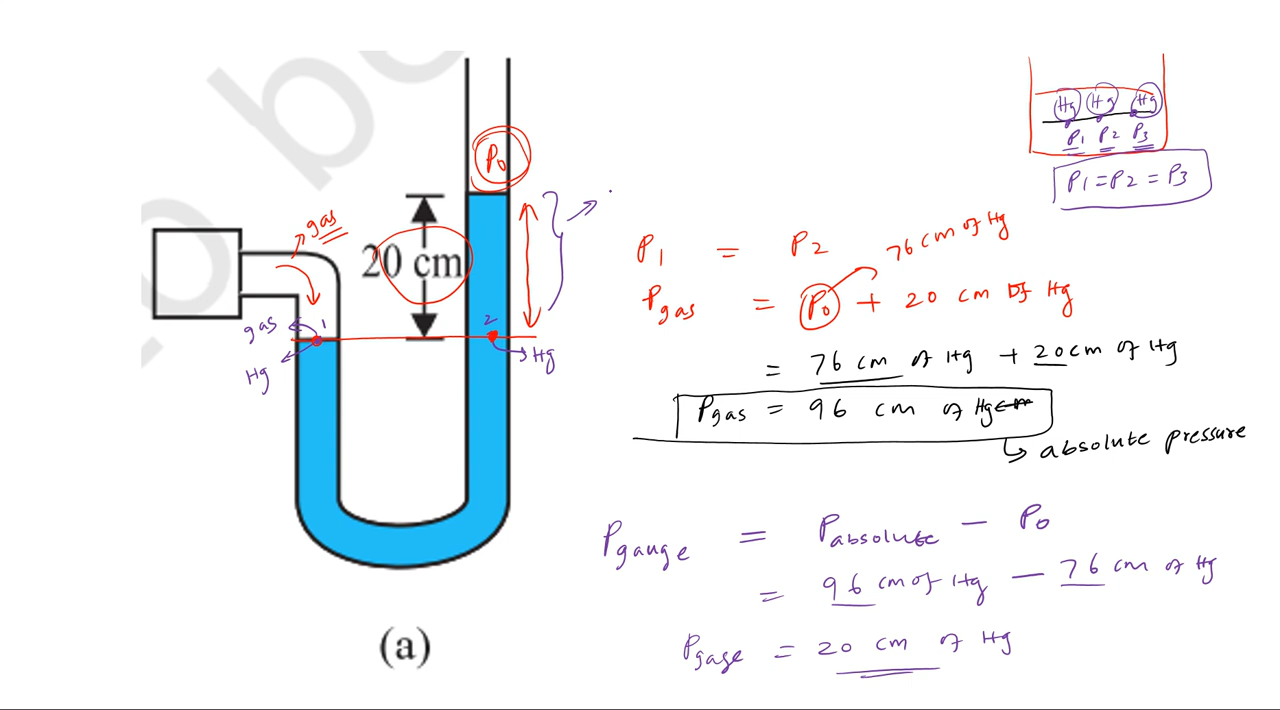 Hg Hg Hg
P1 P2 P3
P1 = P2 = P3
P0
gas
20 cm
gas 1
Hg
2
Hg
P1 = P2
76 cm of Hg
Pgas = P0 + 20 cm of Hg
= 76 cm of Hg + 20 cm of Hg
Pgas = 96 cm of Hg
absolute pressure
Pgauge = Pabsolute - P0
= 96 cm of Hg - 76 cm of Hg
Pgage = 20 cm of Hg
(a)